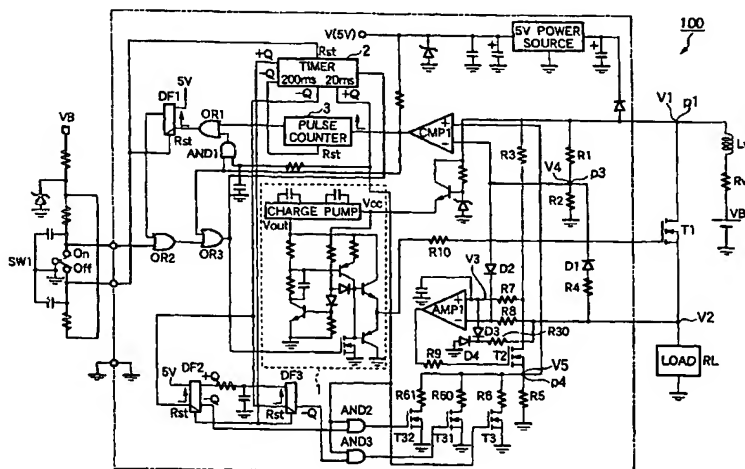 100
V(5V)
5V POWER
SOURCE
2
+Q
-Q
Rst
TIMER
200ms 20ms
-Q
+Q
5V
DF1
Rst
OR1
AND1
3
PULSE
COUNTER
Rst
CMP1
V1
p1
VB
R3
R1
V4
p3
R2
Rv
VB
CHARGE PUMP
Vcc
Vout
T1
On
Off
SW1
OR2
OR3
R10
D2
D1
R4
V3
R7
R8
AMP1
D3
D4
R30
R9
T2
V2
LOAD
RL
V5
p4
1
5V
DF2
+Q
Rst
-Q
DF3
Rst
-Q
AND2
AND3
R61
R60
R6
R5
T32
T31
T3